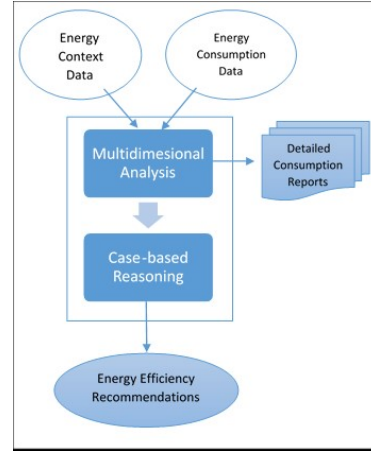 Energy
Context
Data
Energy
Consumption
Data
Multidimesional
Analysis
Detailed
Consumption
Reports
Case-based
Reasoning
Energy Efficiency
Recommendations